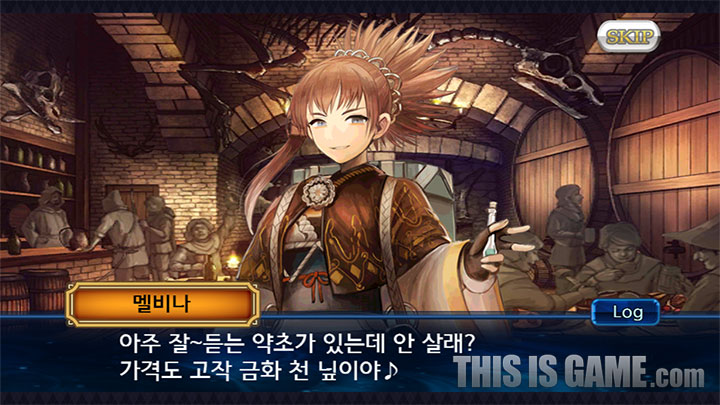 SKIP
멜비나
Log
아주 잘~듣는 약초가 있는데 안 살래?
가격도 고작 금화 천 닢이야♪
THIS IS GAME.com